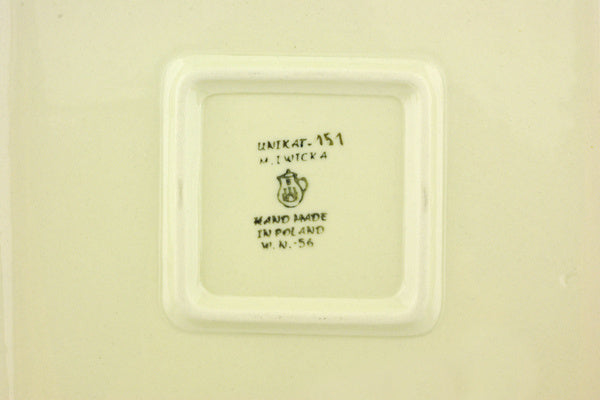 UNIKAT-151
M.IWICKA
HAND MADE
IN POLAND
W.N.-56